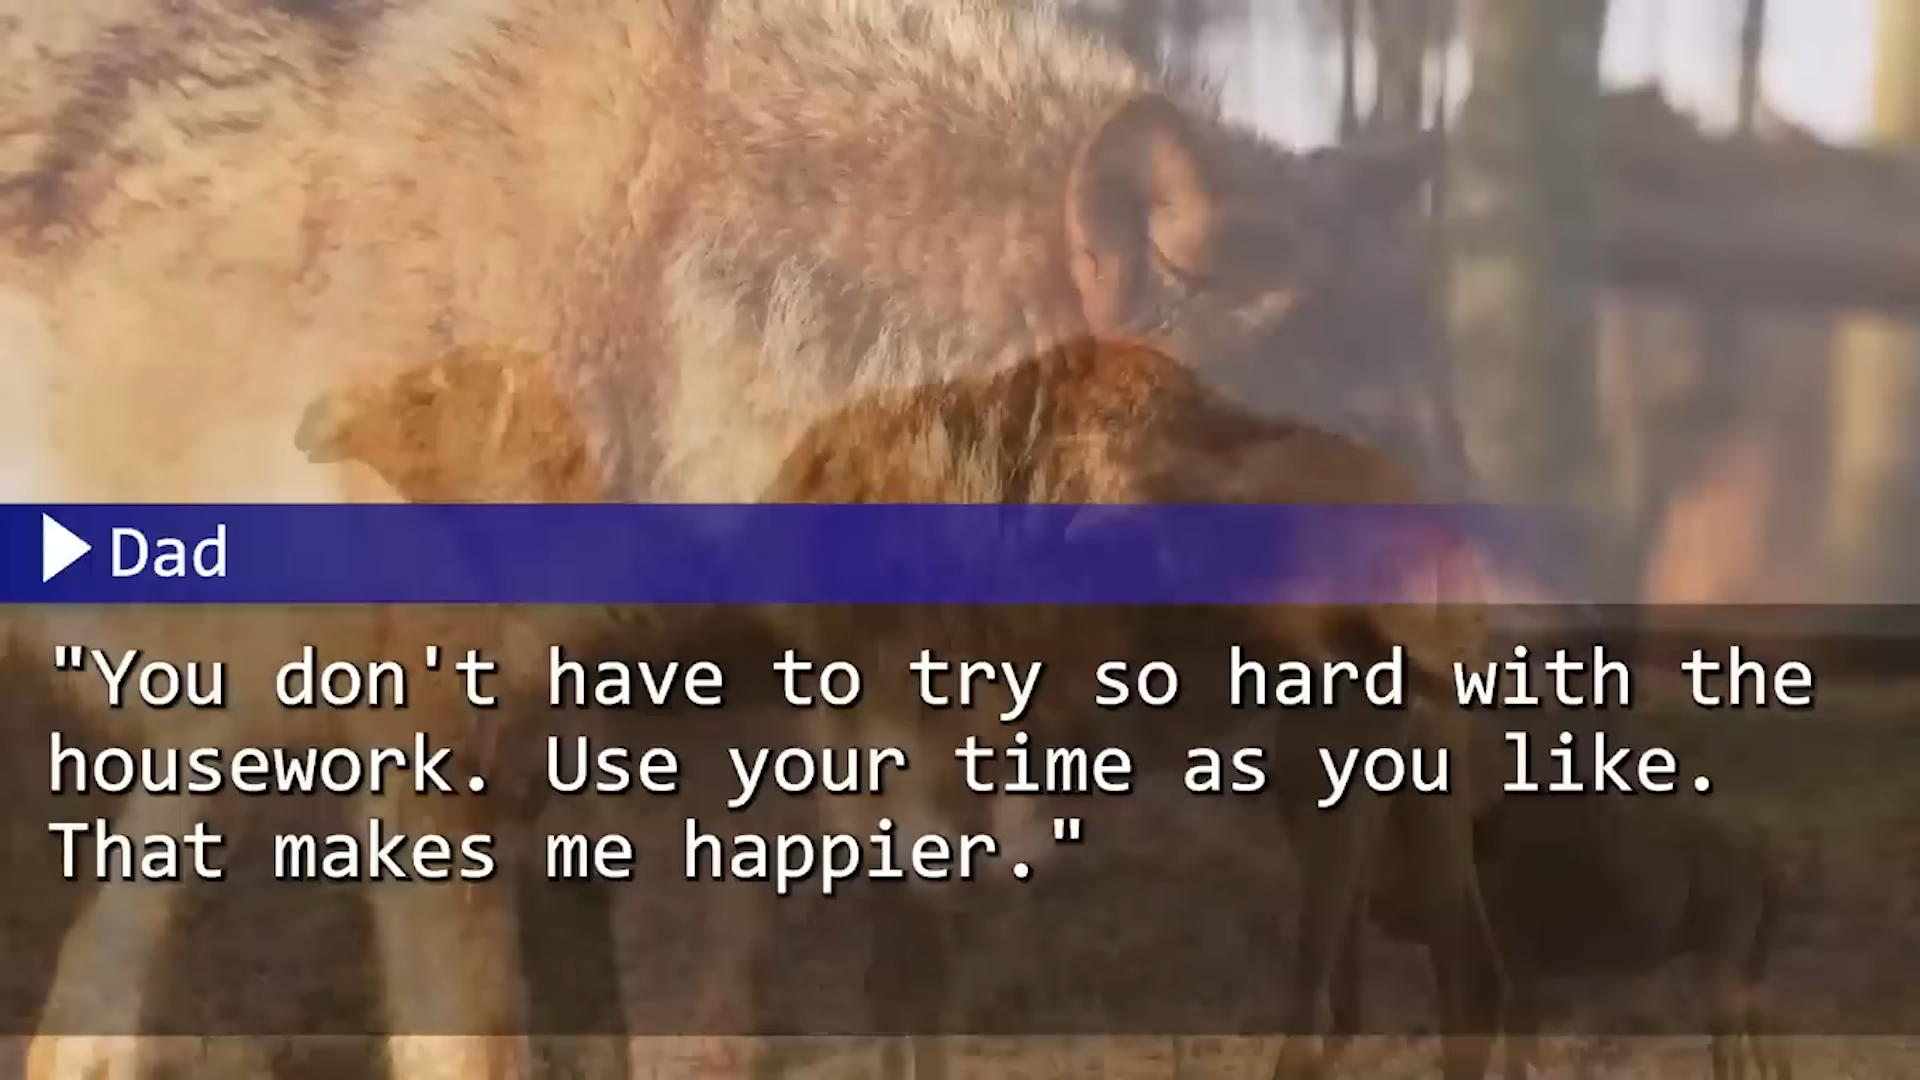 Dad
"You don't have to try so hard with the
housework. Use your time as you like.
That makes me happier."